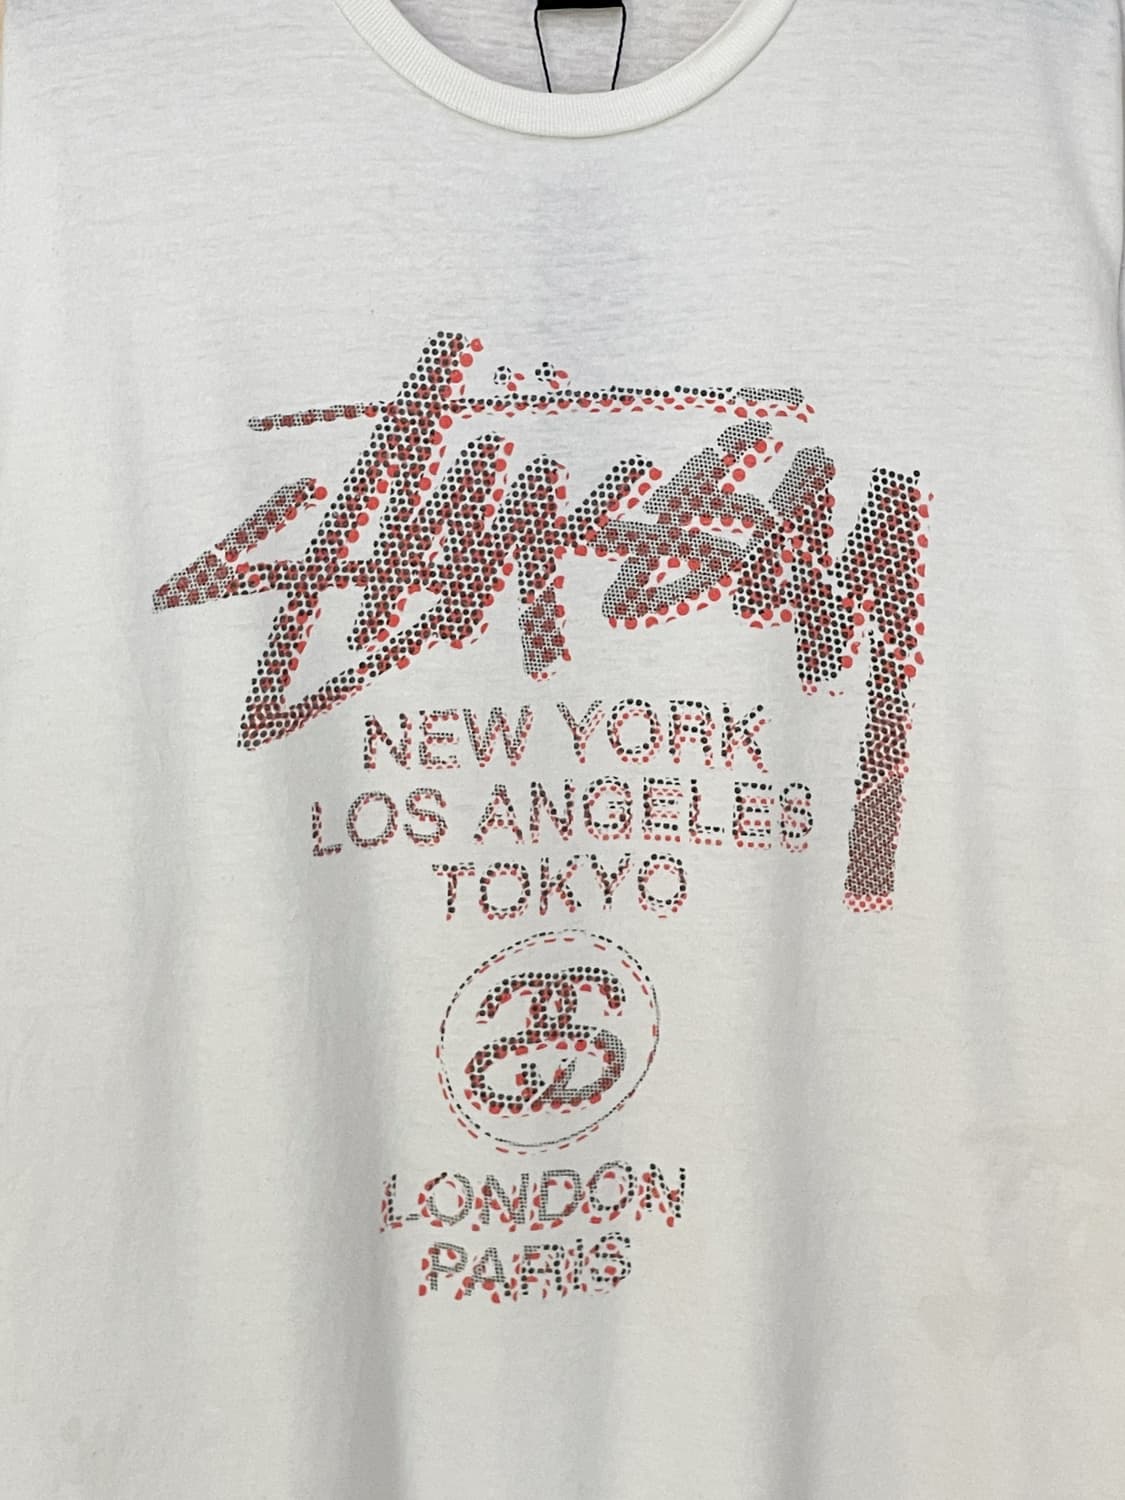 Stüssy
NEW YORK
LOS ANGELES
TOKYO
SS
LONDON
PARIS